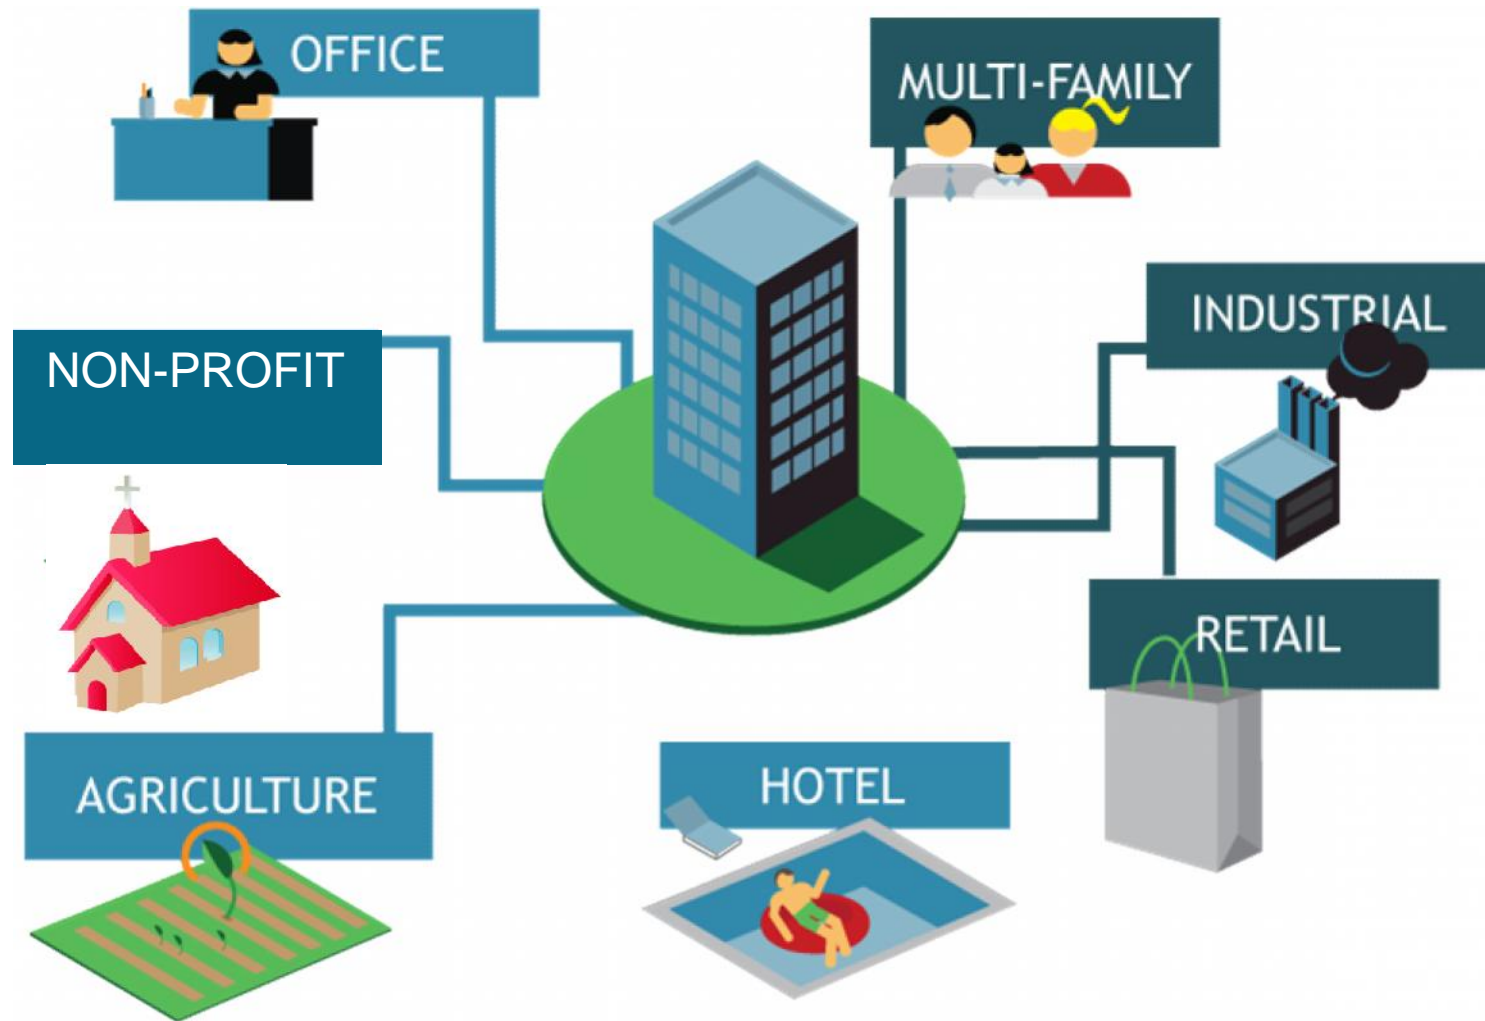 OFFICE
MULTI-FAMILY
INDUSTRIAL
NON-PROFIT
RETAIL
AGRICULTURE
HOTEL